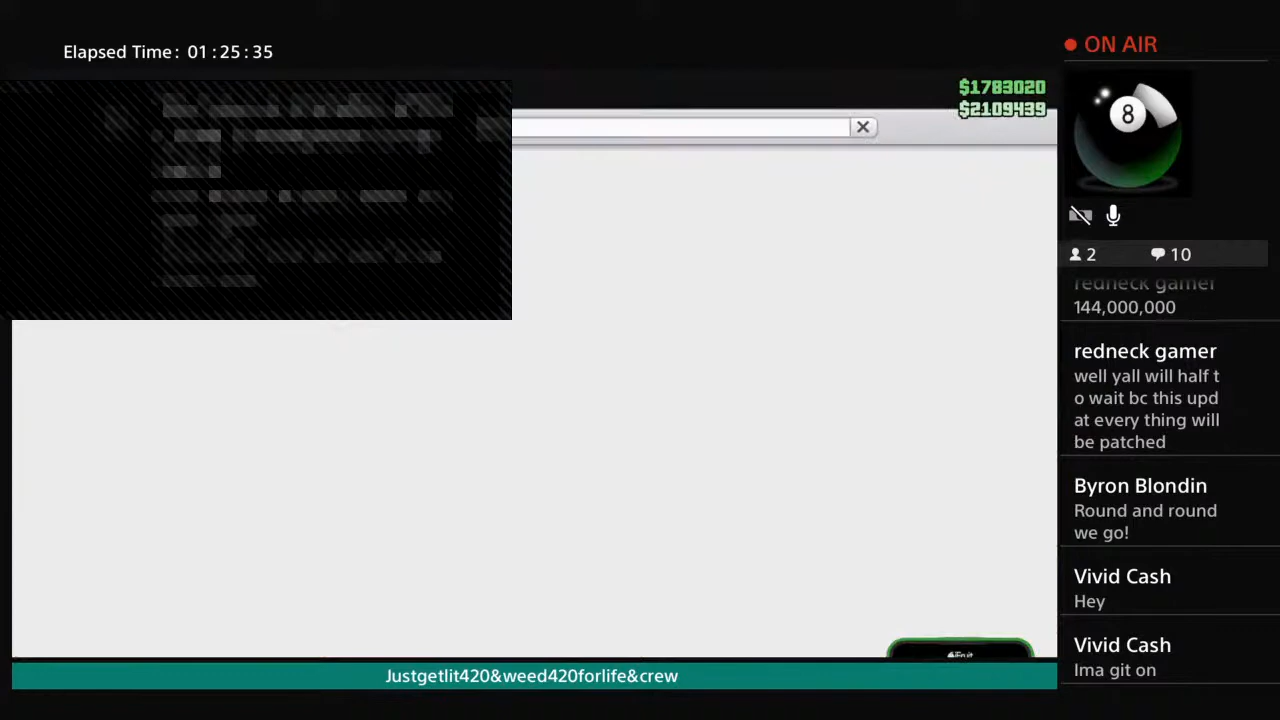 Elapsed Time: 01:25:35
ON AIR
$1783020
$2109439
8
2
10
redneck gamer
144,000,000
redneck gamer
well yall will half t
o wait bc this upd
at every thing will
be patched
Byron Blondin
Round and round
we go!
Vivid Cash
Hey
Vivid Cash
Ima git on
iFruit
Justgetlit420&weed420forlife&crew